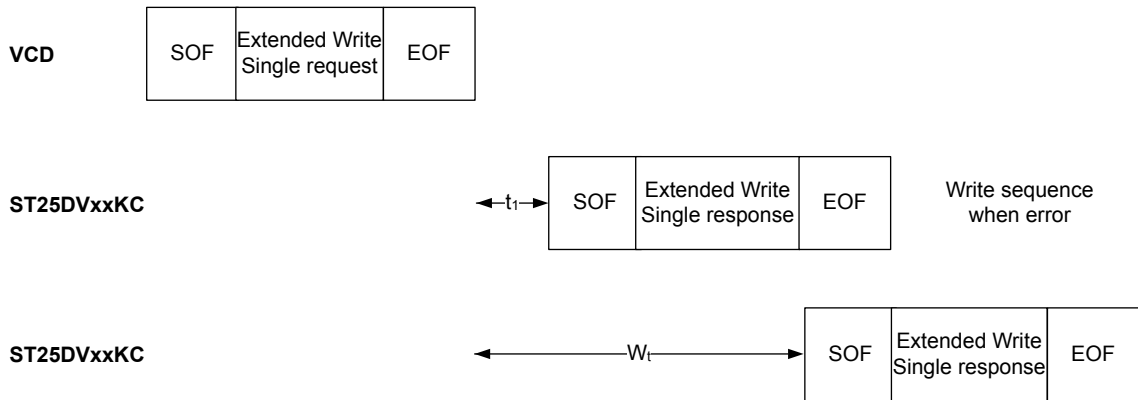 VCD
SOF
Extended Write
Single request
EOF
ST25DVxxKC
t1
SOF
Extended Write
Single response
EOF
Write sequence
when error
ST25DVxxKC
Wt
SOF
Extended Write
Single response
EOF